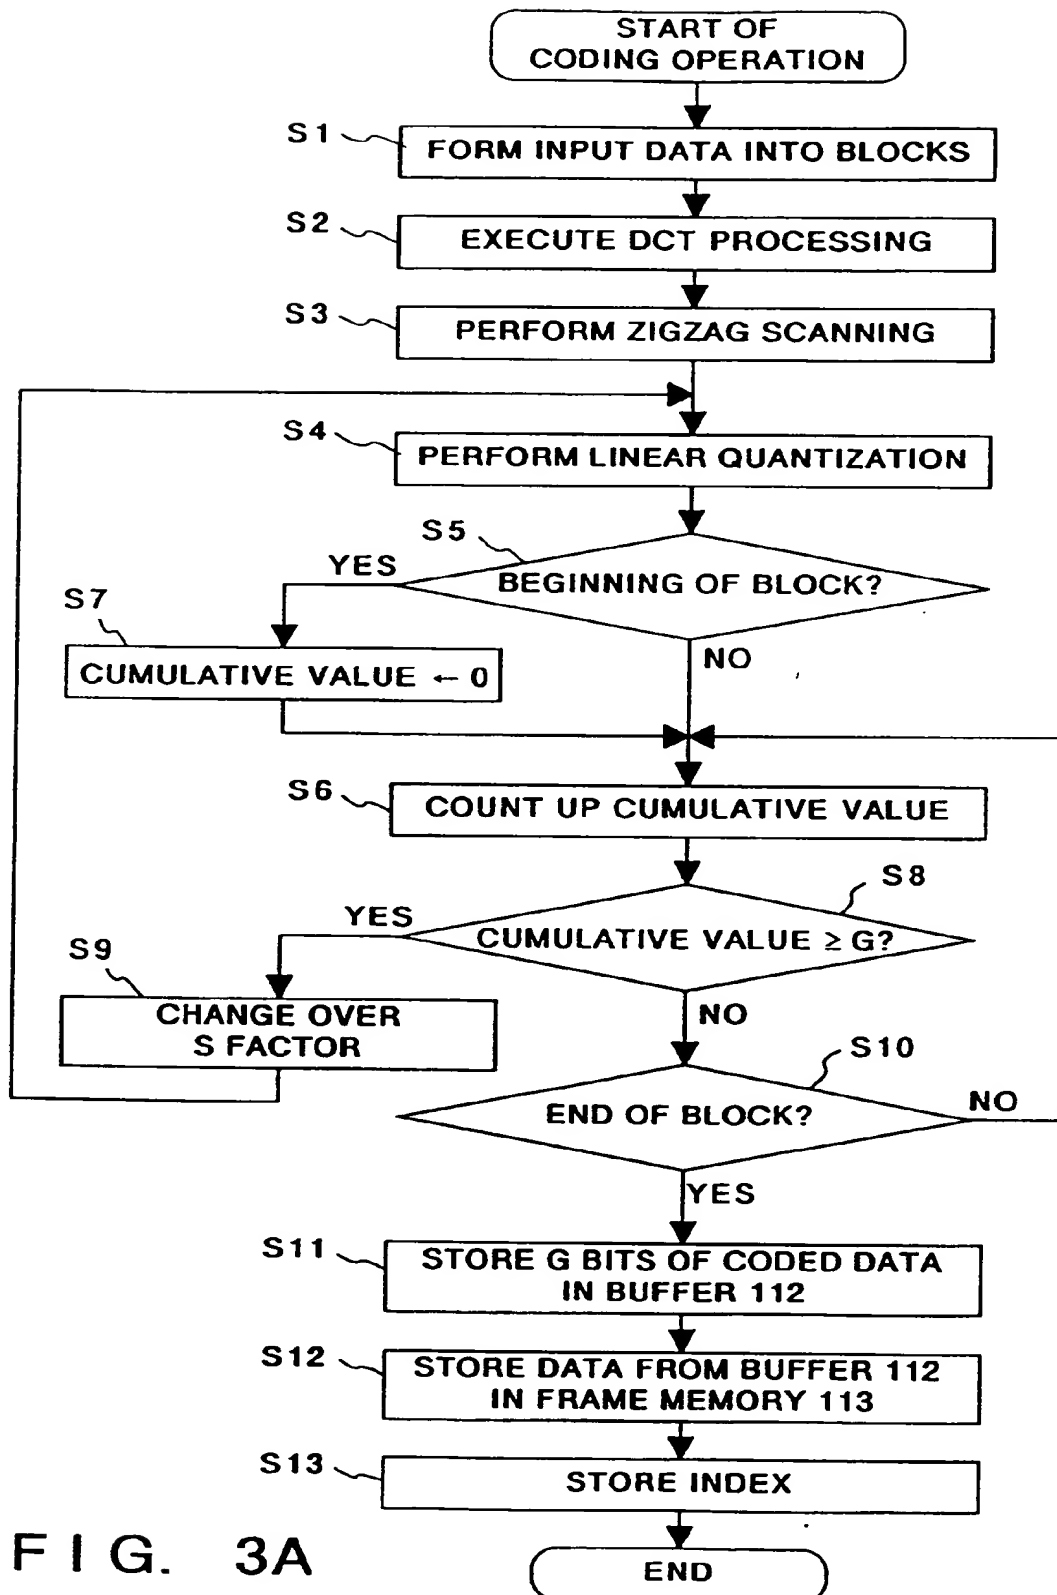 START OF
CODING OPERATION
S1
FORM INPUT DATA INTO BLOCKS
S2
EXECUTE DCT PROCESSING
S3
PERFORM ZIGZAG SCANNING
S4
PERFORM LINEAR QUANTIZATION
S5
YES
BEGINNING OF BLOCK?
S7
NO
CUMULATIVE VALUE ← 0
S6
COUNT UP CUMULATIVE VALUE
S8
YES
CUMULATIVE VALUE ≥ G?
S9
CHANGE OVER
S FACTOR
NO
S10
END OF BLOCK?
NO
YES
S11
STORE G BITS OF CODED DATA
IN BUFFER 112
S12
STORE DATA FROM BUFFER 112
IN FRAME MEMORY 113
S13
STORE INDEX
END
FIG. 3A